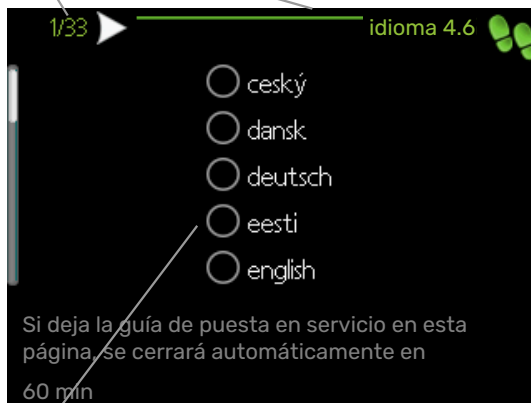 1/33
idioma 4.6
ceský
dansk
deutsch
eesti
english
Si deja la guía de puesta en servicio en esta
página, se cerrará automáticamente en
60 min